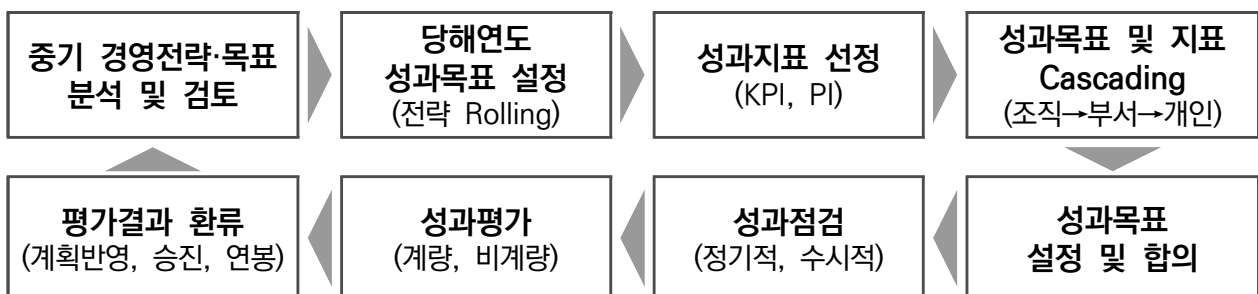 중기 경영전략·목표
분석 및 검토
당해연도
성과목표 설정
(전략 Rolling)
성과지표 선정
(KPI, PI)
성과목표 및 지표
Cascading
(조직→부서→개인)
성과목표
설정 및 합의
성과점검
(정기적, 수시적)
성과평가
(계량, 비계량)
평가결과 환류
(계획반영, 승진, 연봉)